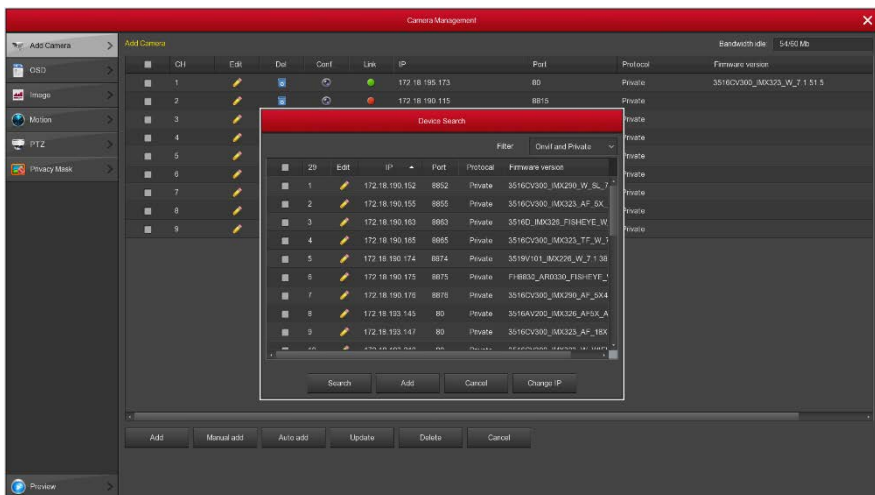 Camera Management
Add Camera
OSD
Image
Motion
PTZ
Privacy Mask
Preview
Add Camera
Bandwidth idle: 54/60 Mb
CH Edit Del Conf. Link IP Port Protocol Firmware version
1 172.18.195.173 80 Private 3516CV300_IMX323_W_7.1.51.5
2 172.18.190.115 8815 Private
3 Private
4 Private
5 Private
6 Private
7 Private
8 Private
9 Private
Device Search
Filter Onvif and Private
29 Edit IP Port Protocal Firmware version
1 172.18.190.152 8852 Private 3516CV300_IMX290_W_SL_7
2 172.18.190.155 8855 Private 3516CV300_IMX323_AF_5X_
3 172.18.190.163 8863 Private 3516D_IMX326_FISHEYE_W
4 172.18.190.165 8865 Private 3516CV300_IMX323_TF_W_7
5 172.18.190.174 8874 Private 3519V101_IMX226_W_7.1.38
6 172.18.190.175 8875 Private FH8830_AR0330_FISHEYE_
7 172.18.190.176 8876 Private 3516CV300_IMX290_AF_5X4
8 172.18.193.145 80 Private 3516AV200_IMX326_AF5X_A
9 172.18.193.147 80 Private 3516CV300_IMX323_AF_18X
Search Add Cancel Change IP
Add Manual add Auto add Update Delete Cancel